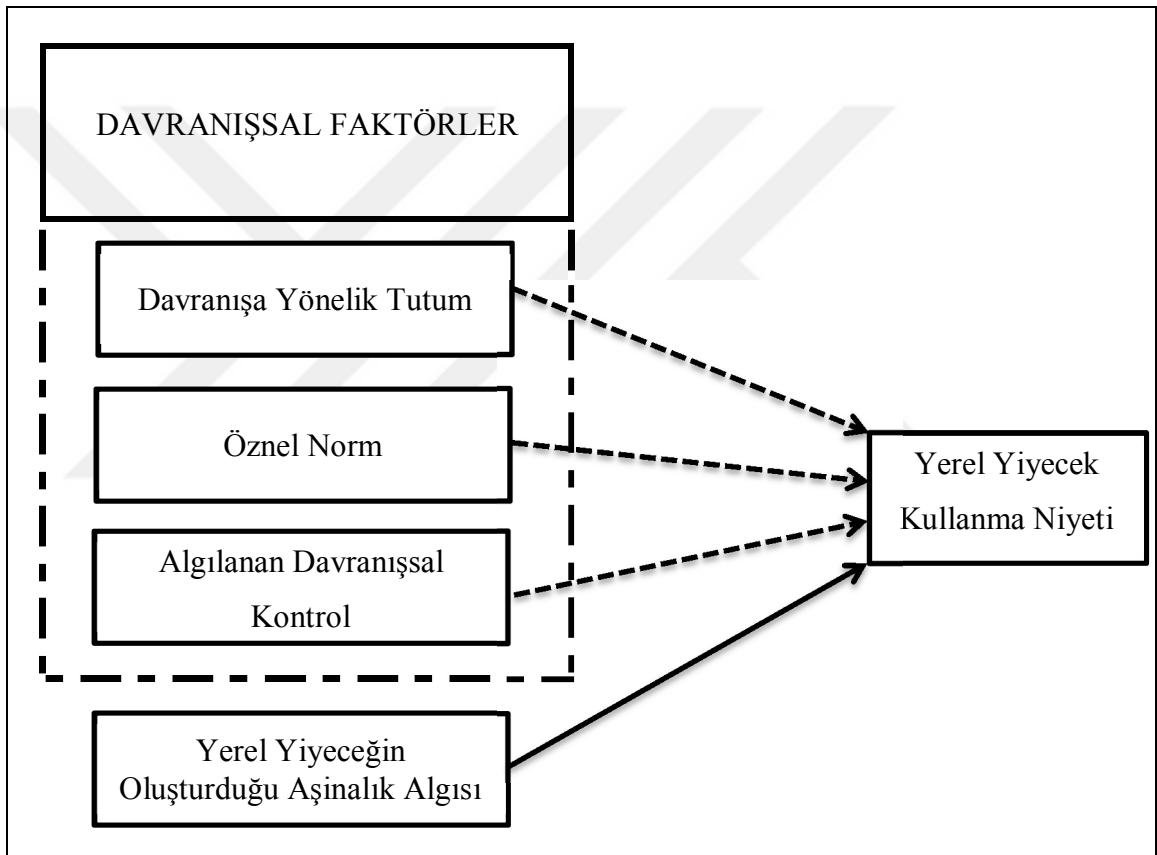 DAVRANIŞSAL FAKTÖRLER
Davranışa Yönelik Tutum
Öznel Norm
Algılanan Davranışsal
Kontrol
Yerel Yiyeceğin
Oluşturduğu Aşinalık Algısı
Yerel Yiyecek
Kullanma Niyeti